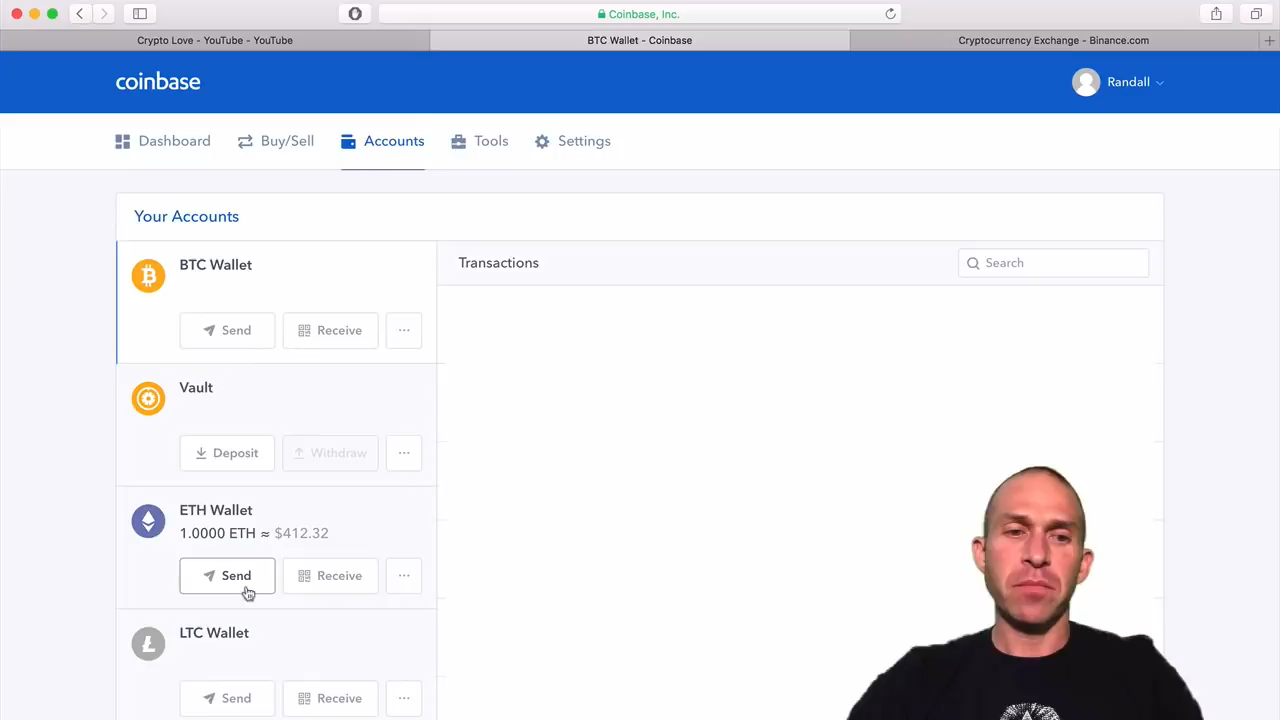 Coinbase, Inc.
Crypto Love - YouTube - YouTube
BTC Wallet - Coinbase
Cryptocurrency Exchange - Binance.com
coinbase
Randall
Dashboard
Buy/Sell
Accounts
Tools
Settings
Your Accounts
BTC Wallet
Transactions
Search
Send
Receive
Vault
Deposit
Withdraw
ETH Wallet
1.0000 ETH ≈ $412.32
Send
Receive
LTC Wallet
Send
Receive